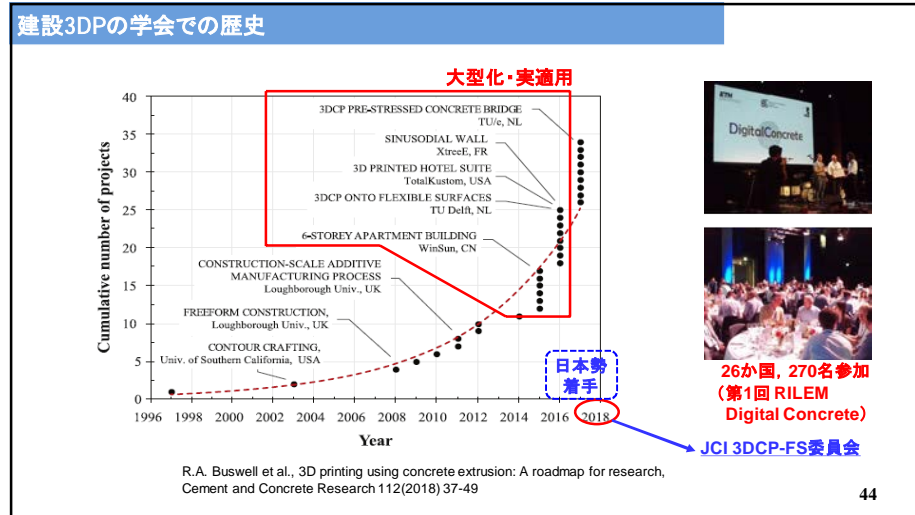 建設3DPの学会での歴史
大型化・実適用
40
35
30
25
20
15
10
5
0
Cumulative number of projects
3DCP PRE-STRESSED CONCRETE BRIDGE
TU/e, NL
SINUSODIAL WALL
XtreeE, FR
3D PRINTED HOTEL SUITE
TotalKustom, USA
3DCP ONTO FLEXIBLE SURFACES
TU Delft, NL
6-STOREY APARTMENT BUILDING
WinSun, CN
CONSTRUCTION-SCALE ADDITIVE
MANUFACTURING PROCESS
Loughborough Univ., UK
FREEFORM CONSTRUCTION,
Loughborough Univ., UK
CONTOUR CRAFTING,
Univ. of Southern California, USA
日本勢
着手
1996 1998 2000 2002 2004 2006 2008 2010 2012 2014 2016 2018
Year
ETH
DigitalConcrete
26か国，270名参加
（第1回 RILEM
Digital Concrete）
JCI 3DCP-FS委員会
R.A. Buswell et al., 3D printing using concrete extrusion: A roadmap for research,
Cement and Concrete Research 112(2018) 37-49
44